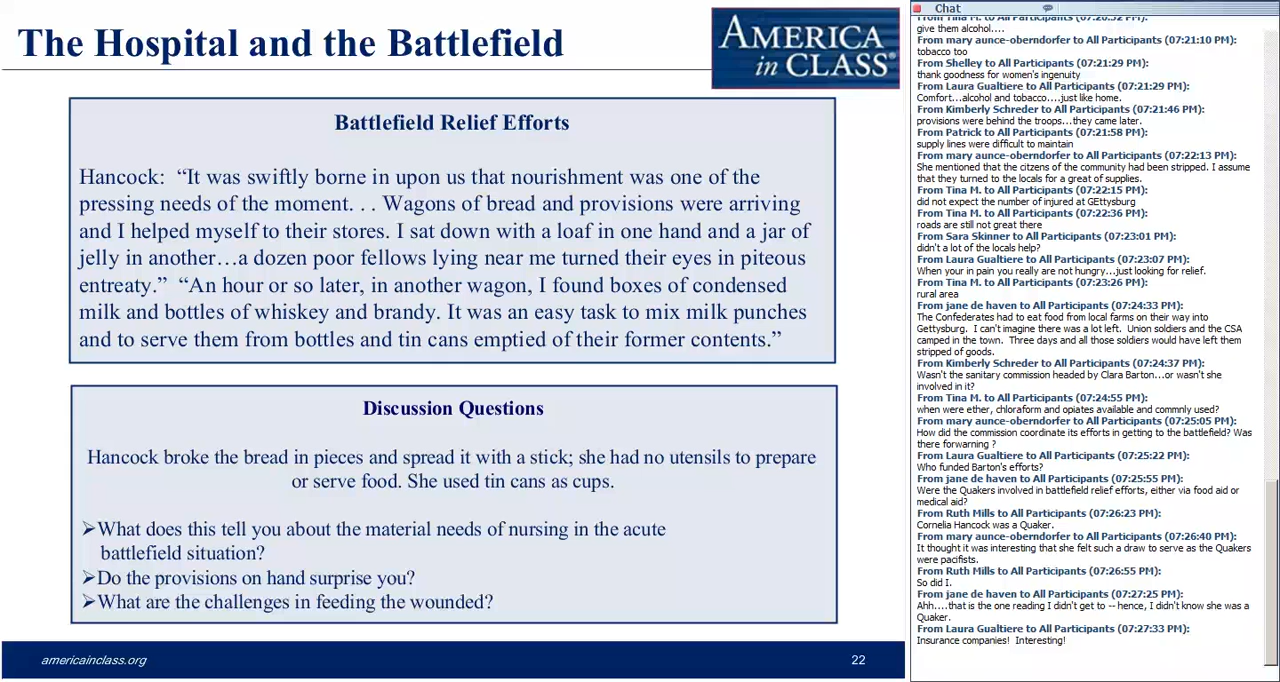 The Hospital and the Battlefield
AMERICA
in CLASS®
Battlefield Relief Efforts
Hancock:  “It was swiftly borne in upon us that nourishment was one of the
pressing needs of the moment. . . Wagons of bread and provisions were arriving
and I helped myself to their stores. I sat down with a loaf in one hand and a jar of
jelly in another…a dozen poor fellows lying near me turned their eyes in piteous
entreaty.”  “An hour or so later, in another wagon, I found boxes of condensed
milk and bottles of whiskey and brandy. It was an easy task to mix milk punches
and to serve them from bottles and tin cans emptied of their former contents.”
Discussion Questions
Hancock broke the bread in pieces and spread it with a stick; she had no utensils to prepare
or serve food. She used tin cans as cups.
➢What does this tell you about the material needs of nursing in the acute
battlefield situation?
➢Do the provisions on hand surprise you?
➢What are the challenges in feeding the wounded?
americainclass.org
22
Chat
From Tina M. to All Participants (07:20:52 PM):
give them alcohol....
From mary aunce-oberndorfer to All Participants (07:21:10 PM):
tobacco too
From Shelley to All Participants (07:21:29 PM):
thank goodness for women's ingenuity
From Laura Gualtiere to All Participants (07:21:29 PM):
Comfort...alcohol and tobacco....just like home.
From Kimberly Schreder to All Participants (07:21:46 PM):
provisions were behind the troops...they came later.
From Patrick to All Participants (07:21:58 PM):
supply lines were difficult to maintain
From mary aunce-oberndorfer to All Participants (07:22:13 PM):
She mentioned that the citzens of the community had been stripped. I assume
that they turned to the locals for a great of supplies.
From Tina M. to All Participants (07:22:15 PM):
did not expect the number of injured at GEttysburg
From Tina M. to All Participants (07:22:36 PM):
roads are still not great there
From Sara Skinner to All Participants (07:23:01 PM):
didn't a lot of the locals help?
From Laura Gualtiere to All Participants (07:23:07 PM):
When your in pain you really are not hungry...just looking for relief.
From Tina M. to All Participants (07:23:26 PM):
rural area
From jane de haven to All Participants (07:24:33 PM):
The Confederates had to eat food from local farms on their way into
Gettysburg.  I can't imagine there was a lot left.  Union soldiers and the CSA
camped in the town.  Three days and all those soldiers would have left them
stripped of goods.
From Kimberly Schreder to All Participants (07:24:37 PM):
Wasn't the sanitary commission headed by Clara Barton...or wasn't she
involved in it?
From Tina M. to All Participants (07:24:55 PM):
when were ether, chloraform and opiates available and commnly used?
From mary aunce-oberndorfer to All Participants (07:25:05 PM):
How did the commission coordinate its efforts in getting to the battlefield? Was
there forwarning ?
From Laura Gualtiere to All Participants (07:25:22 PM):
Who funded Barton's efforts?
From jane de haven to All Participants (07:25:55 PM):
Were the Quakers involved in battlefield relief efforts, either via food aid or
medical aid?
From Ruth Mills to All Participants (07:26:23 PM):
Cornelia Hancock was a Quaker.
From mary aunce-oberndorfer to All Participants (07:26:40 PM):
It thought it was interesting that she felt such a draw to serve as the Quakers
were pacifists.
From Ruth Mills to All Participants (07:26:55 PM):
So did I.
From jane de haven to All Participants (07:27:25 PM):
Ahh....that is the one reading I didn't get to -- hence, I didn't know she was a
Quaker.
From Laura Gualtiere to All Participants (07:27:33 PM):
Insurance companies!  Interesting!